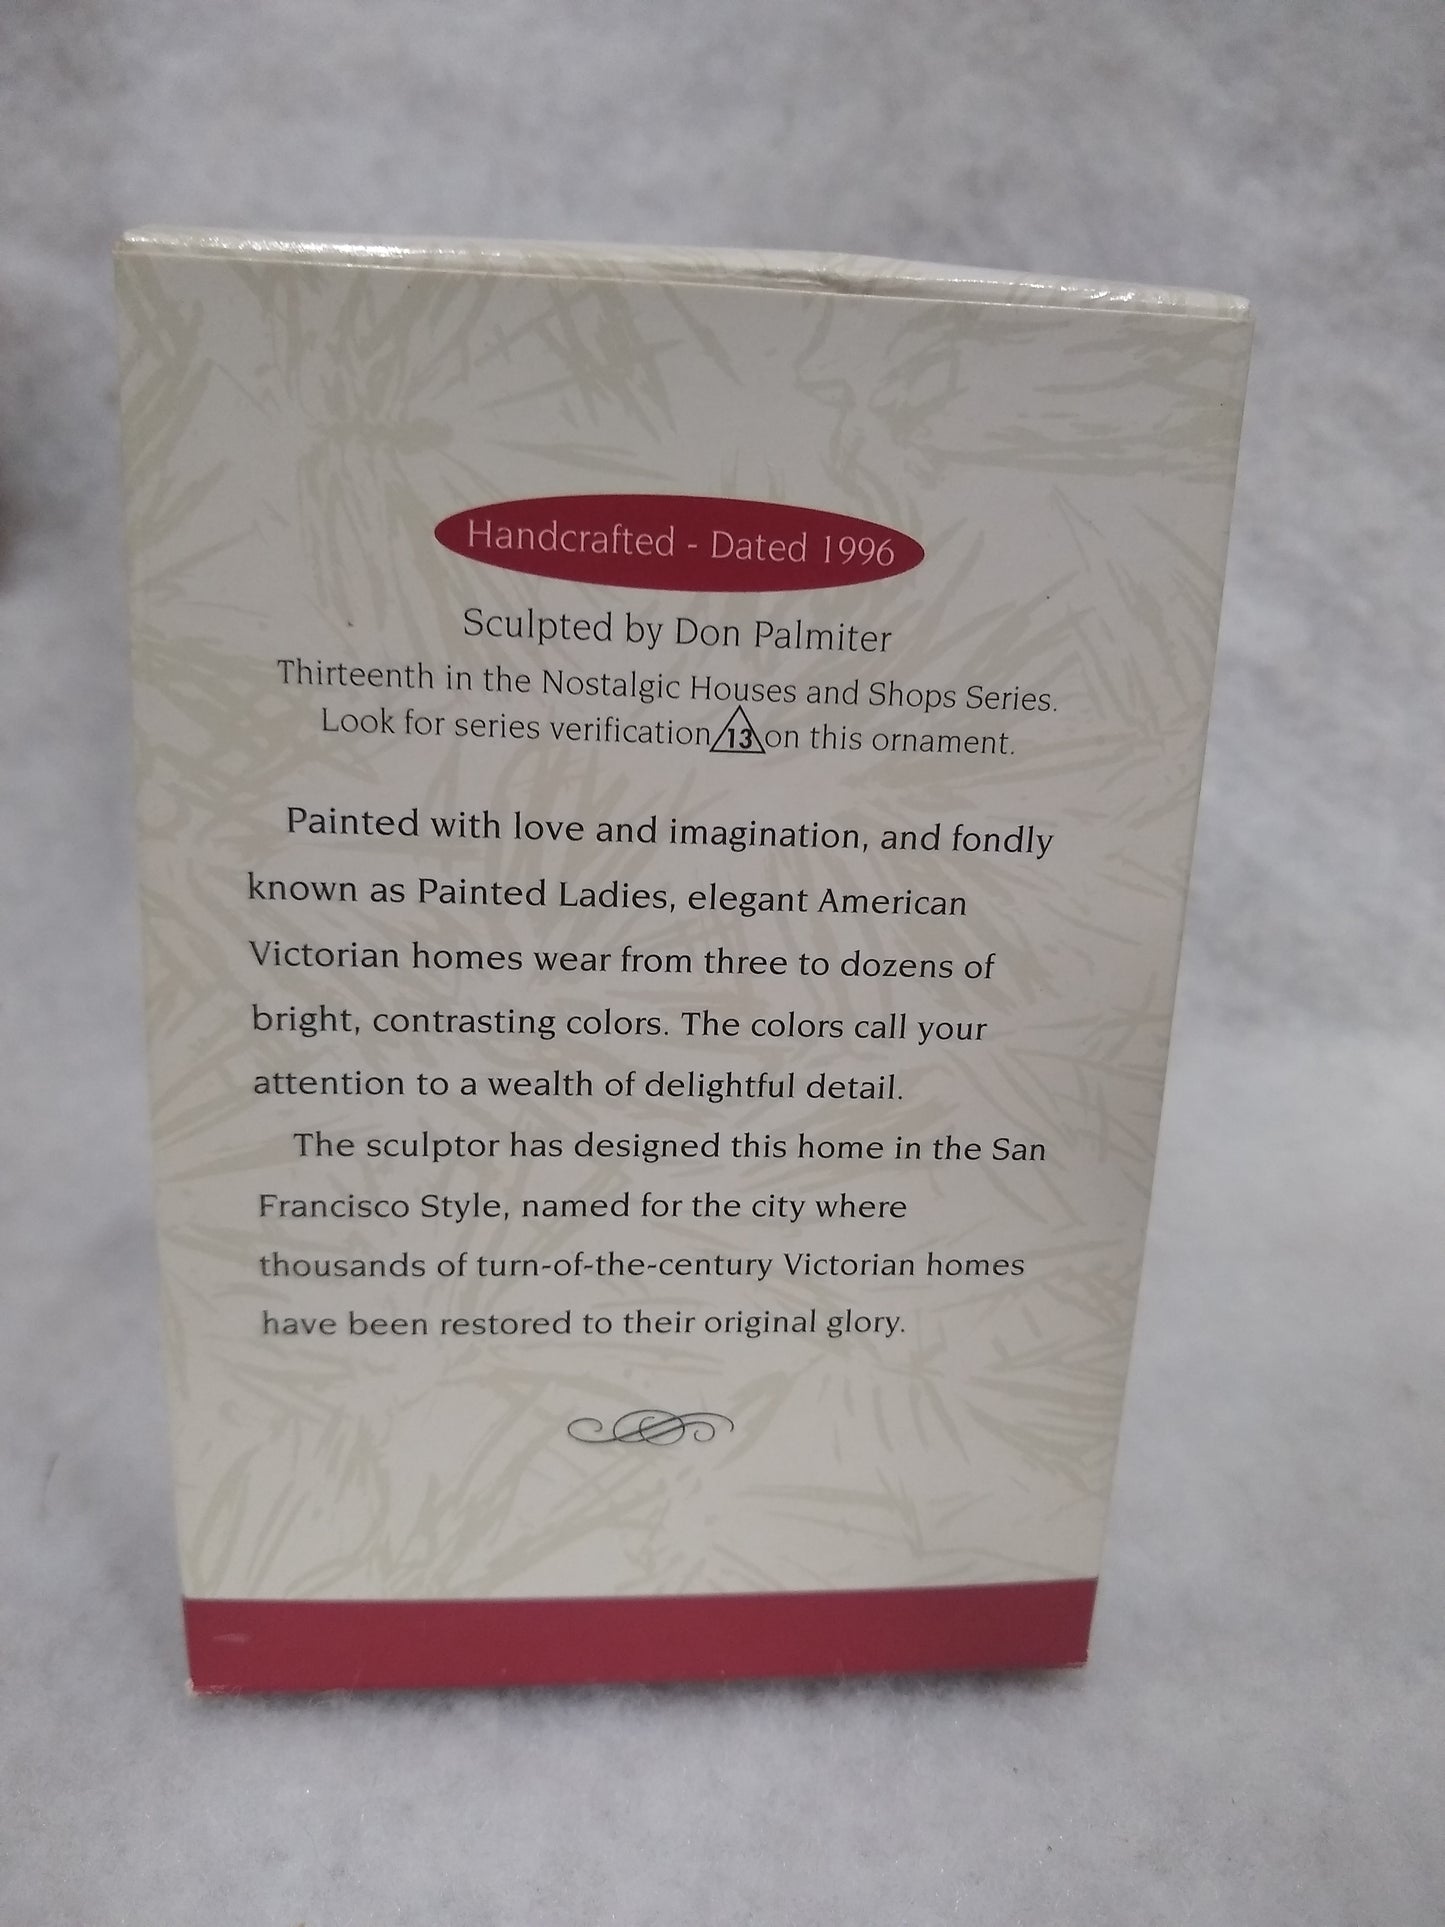 Handcrafted - Dated 1996
Sculpted by Don Palmiter
Thirteenth in the Nostalgic Houses and Shops Series.
Look for series verification 13 on this ornament.
Painted with love and imagination, and fondly
known as Painted Ladies, elegant American
Victorian homes wear from three to dozens of
bright, contrasting colors. The colors call your
attention to a wealth of delightful detail.
The sculptor has designed this home in the San
Francisco Style, named for the city where
thousands of turn-of-the-century Victorian homes
have been restored to their original glory.